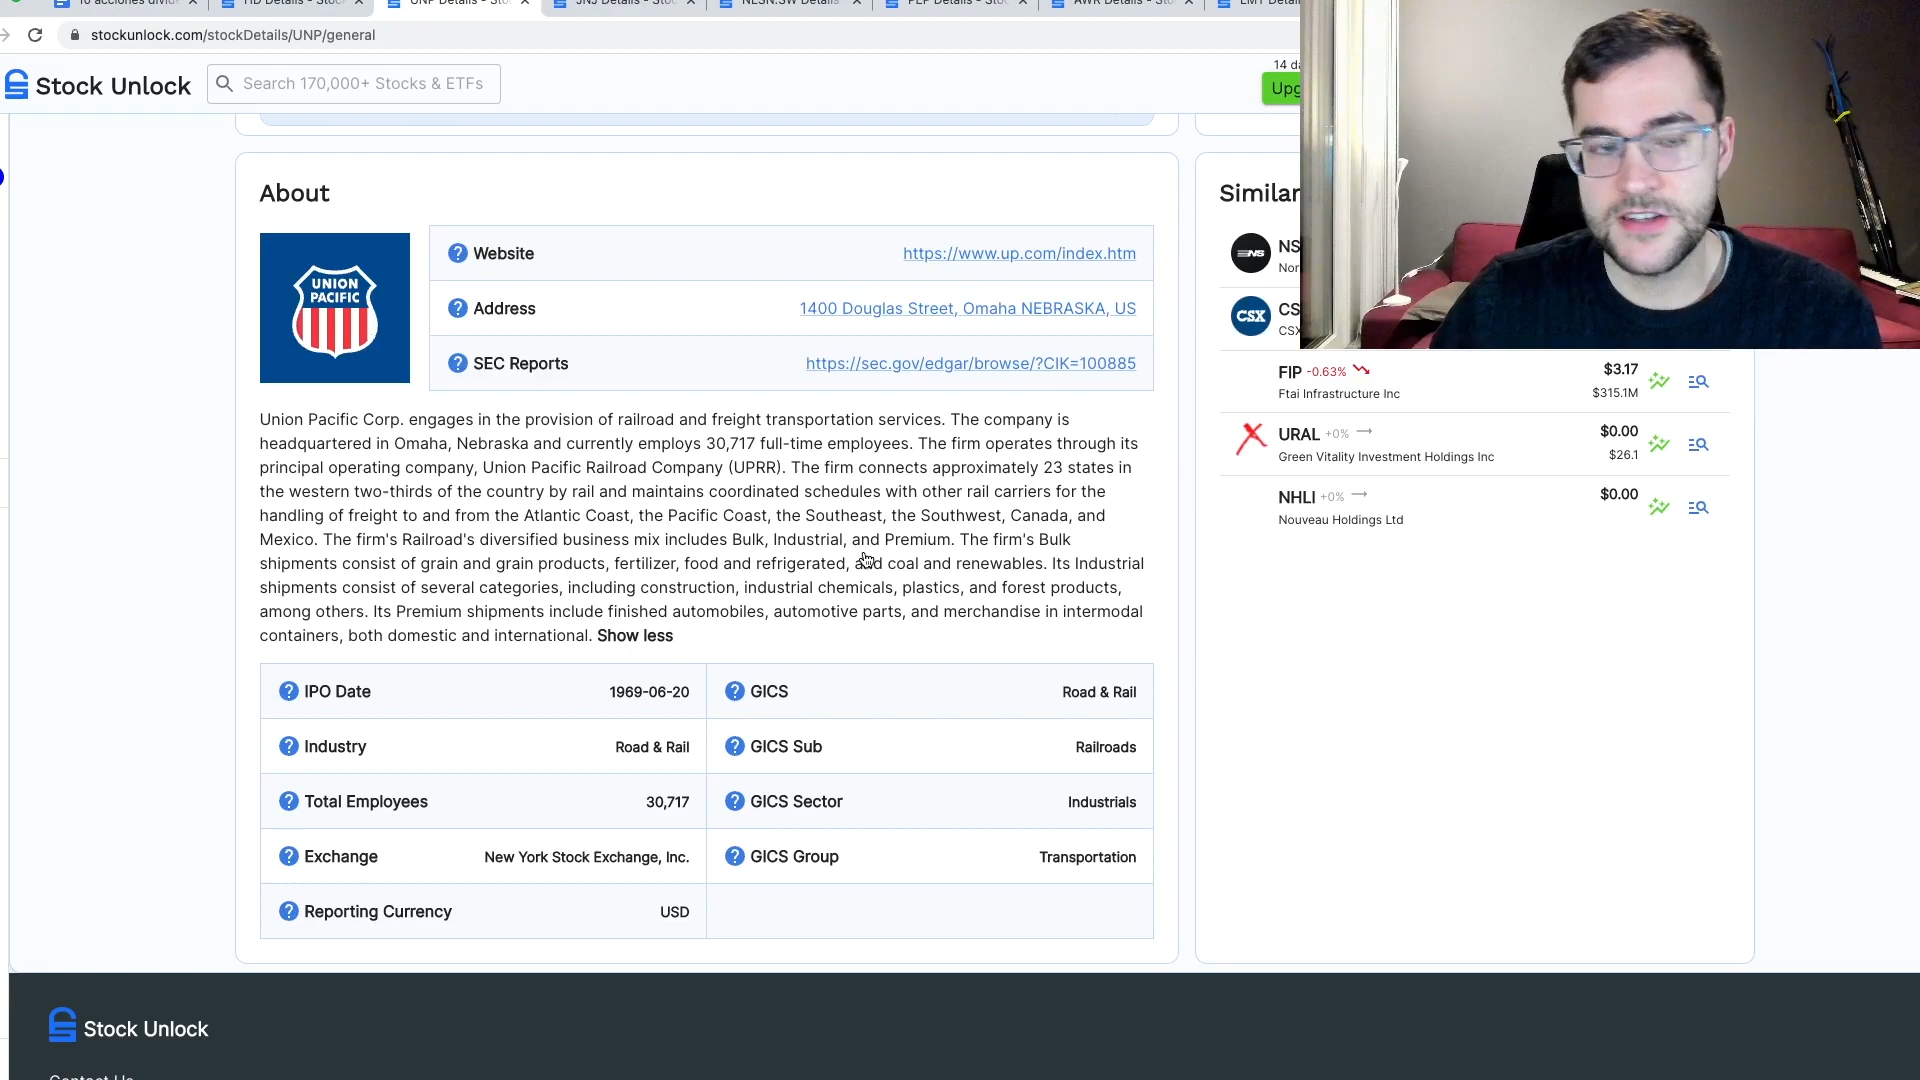 stockunlock.com/stockDetails/UNP/general
Stock Unlock
Search 170,000+ Stocks & ETFs
14
Upg
About
UNION
PACIFIC
Website
https://www.up.com/index.htm
Address
1400 Douglas Street, Omaha NEBRASKA, US
SEC Reports
https://sec.gov/edgar/browse/?CIK=100885
Union Pacific Corp. engages in the provision of railroad and freight transportation services. The company is
headquartered in Omaha, Nebraska and currently employs 30,717 full-time employees. The firm operates through its
principal operating company, Union Pacific Railroad Company (UPRR). The firm connects approximately 23 states in
the western two-thirds of the country by rail and maintains coordinated schedules with other rail carriers for the
handling of freight to and from the Atlantic Coast, the Pacific Coast, the Southeast, the Southwest, Canada, and
Mexico. The firm's Railroad's diversified business mix includes Bulk, Industrial, and Premium. The firm's Bulk
shipments consist of grain and grain products, fertilizer, food and refrigerated, and coal and renewables. Its Industrial
shipments consist of several categories, including construction, industrial chemicals, plastics, and forest products,
among others. Its Premium shipments include finished automobiles, automotive parts, and merchandise in intermodal
containers, both domestic and international. Show less
IPO Date
1969-06-20
GICS
Road & Rail
Industry
Road & Rail
GICS Sub
Railroads
Total Employees
30,717
GICS Sector
Industrials
Exchange
New York Stock Exchange, Inc.
GICS Group
Transportation
Reporting Currency
USD
Similar
NS
NS
Nor
CSX
CS
CSX
FIP -0.63%
$3.17
Ftai Infrastructure Inc
$315.1M
URAL +0%
$0.00
Green Vitality Investment Holdings Inc
$26.1
NHLI +0%
$0.00
Nouveau Holdings Ltd
Stock Unlock